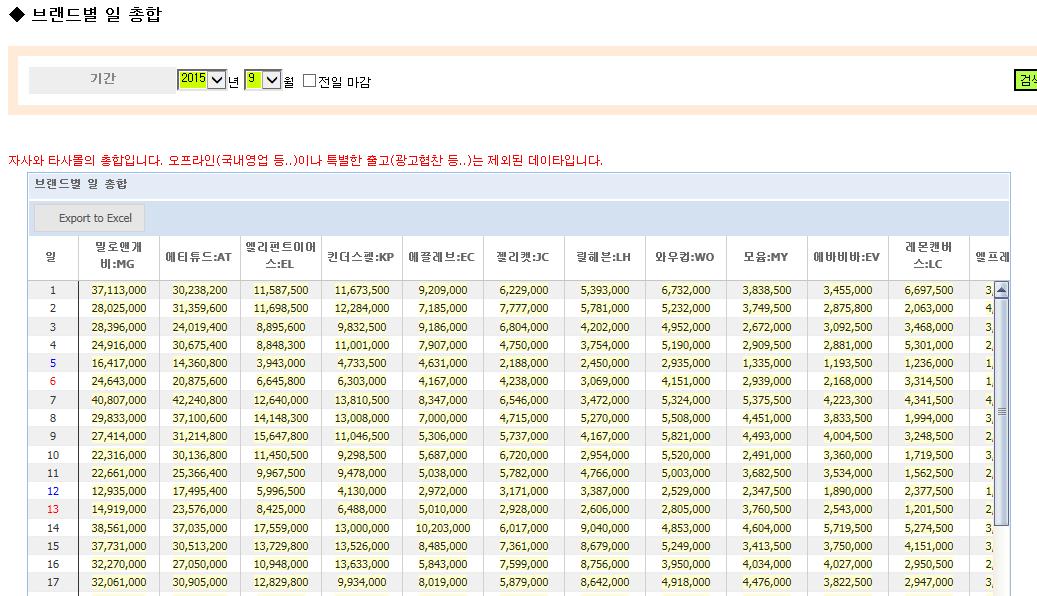 ◆ 브랜드별 일 총합
기간 2015 년 9 월 전일 마감 검색
자사와 타사몰의 총합입니다. 오프라인(국내영업 등..)이나 특별한 출고(광고협찬 등..)는 제외된 데이타입니다.
브랜드별 일 총합
Export to Excel
일 밀로앤개비:MG 에티튜드:AT 엘리펀트이어스:EL 킨더스펠:KP 에끌레브:EC 젤리캣:JC 릴헤븐:LH 와우컵:WO 모윰:MY 에바비바:EV 레몬캔버스:LC 엘프레
1 37,113,000 30,238,200 11,587,500 11,673,500 9,209,000 6,229,000 5,393,000 6,732,000 3,838,500 3,455,000 6,697,500 3,
2 28,025,000 31,359,600 11,698,500 12,284,000 7,185,000 7,777,000 5,781,000 5,232,000 3,749,500 2,875,800 2,063,000 4,
3 28,396,000 24,019,400 8,895,600 9,832,500 9,186,000 6,804,000 4,202,000 4,952,000 2,672,000 3,092,500 3,468,000 3,
4 24,916,000 30,675,400 8,848,300 11,001,000 7,907,000 4,750,000 3,754,000 5,190,000 2,909,500 2,881,000 5,301,000 2,
5 16,417,000 14,360,800 3,943,000 4,733,500 4,631,000 2,188,000 2,450,000 2,935,000 1,335,000 1,193,500 1,236,000 1,
6 24,643,000 20,875,600 6,645,800 6,303,000 4,167,000 4,238,000 3,069,000 4,151,000 2,939,000 2,168,000 3,314,500 1,
7 40,807,000 42,240,800 12,640,000 13,810,500 8,347,000 6,546,000 3,472,000 5,324,000 5,375,500 4,223,300 4,341,500 4,
8 29,833,000 37,100,600 14,148,300 13,008,000 7,000,000 4,715,000 5,270,000 5,508,000 4,451,000 3,833,500 1,994,000 3,
9 27,414,000 31,214,800 15,647,800 11,046,500 5,306,000 5,737,000 4,167,000 5,821,000 4,493,000 4,004,500 3,248,500 2,
10 22,316,000 30,136,800 11,450,500 9,298,500 5,687,000 6,720,000 2,954,000 5,520,000 2,491,000 3,360,000 1,719,500 3,
11 22,661,000 25,366,400 9,967,500 9,478,000 5,038,000 5,782,000 4,766,000 5,003,000 3,682,500 3,534,000 1,562,500 2,
12 12,935,000 17,495,400 5,996,500 4,130,000 2,972,000 3,171,000 3,387,000 2,529,000 2,347,500 1,890,000 2,377,500 1,
13 14,919,000 23,576,000 8,425,000 6,488,000 5,010,000 2,928,000 2,606,000 2,805,000 3,760,500 2,543,000 1,201,500 2,
14 38,561,000 37,035,000 17,559,000 13,000,000 10,203,000 6,017,000 9,040,000 4,853,000 4,604,000 5,719,500 5,274,500 3,
15 37,731,000 30,513,200 13,729,800 13,526,000 8,485,000 7,361,000 8,679,000 5,249,000 3,413,500 3,750,000 4,151,000 3,
16 32,270,000 27,050,000 10,948,000 13,633,000 5,843,000 7,599,000 8,756,000 3,950,000 4,034,000 4,027,000 2,950,500 2,
17 32,061,000 30,905,000 12,829,800 9,934,000 8,019,000 5,879,000 8,642,000 4,918,000 4,476,000 3,822,500 2,947,000 3,